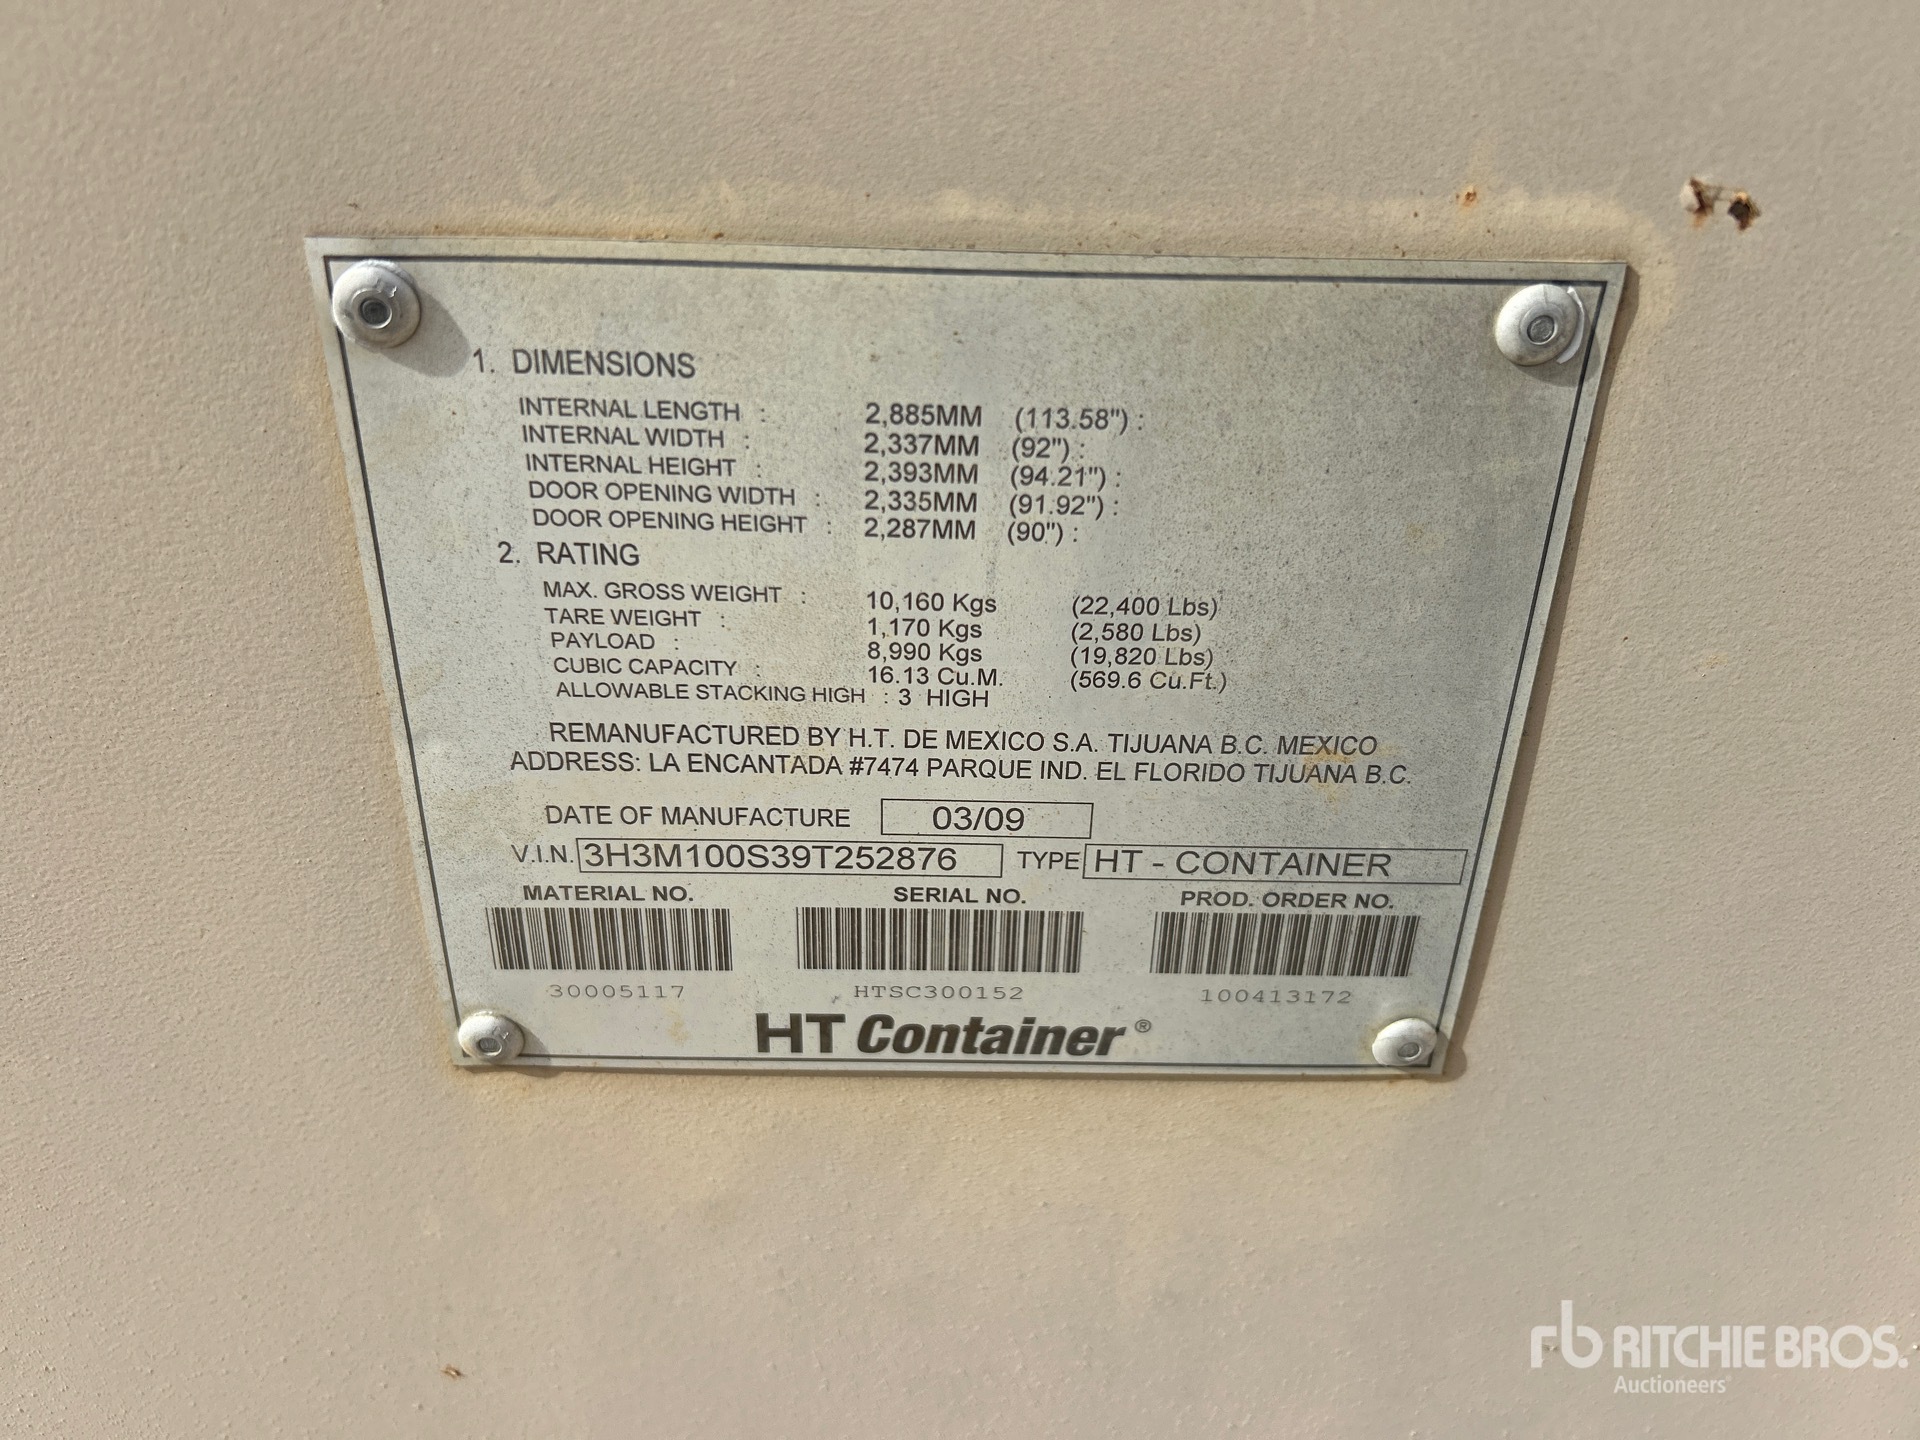 1. DIMENSIONS
INTERNAL LENGTH : 2,885MM (113.58") :
INTERNAL WIDTH : 2,337MM (92") :
INTERNAL HEIGHT : 2,393MM (94.21") :
DOOR OPENING WIDTH : 2,335MM (91.92") :
DOOR OPENING HEIGHT : 2,287MM (90") :
2. RATING
MAX. GROSS WEIGHT : 10,160 Kgs (22,400 Lbs)
TARE WEIGHT : 1,170 Kgs (2,580 Lbs)
PAYLOAD : 8,990 Kgs (19,820 Lbs)
CUBIC CAPACITY : 16.13 Cu.M. (569.6 Cu.Ft.)
ALLOWABLE STACKING HIGH : 3 HIGH
REMANUFACTURED BY H.T. DE MEXICO S.A. TIJUANA B.C. MEXICO
ADDRESS: LA ENCANTADA #7474 PARQUE IND. EL FLORIDO TIJUANA B.C.
DATE OF MANUFACTURE 03/09
V.I.N. 3H3M100S39T252876 TYPE HT - CONTAINER
MATERIAL NO. SERIAL NO. PROD. ORDER NO.
30005117 HTSC300152 100413172
HT Container ®
rb RITCHIE BROS.
Auctioneers